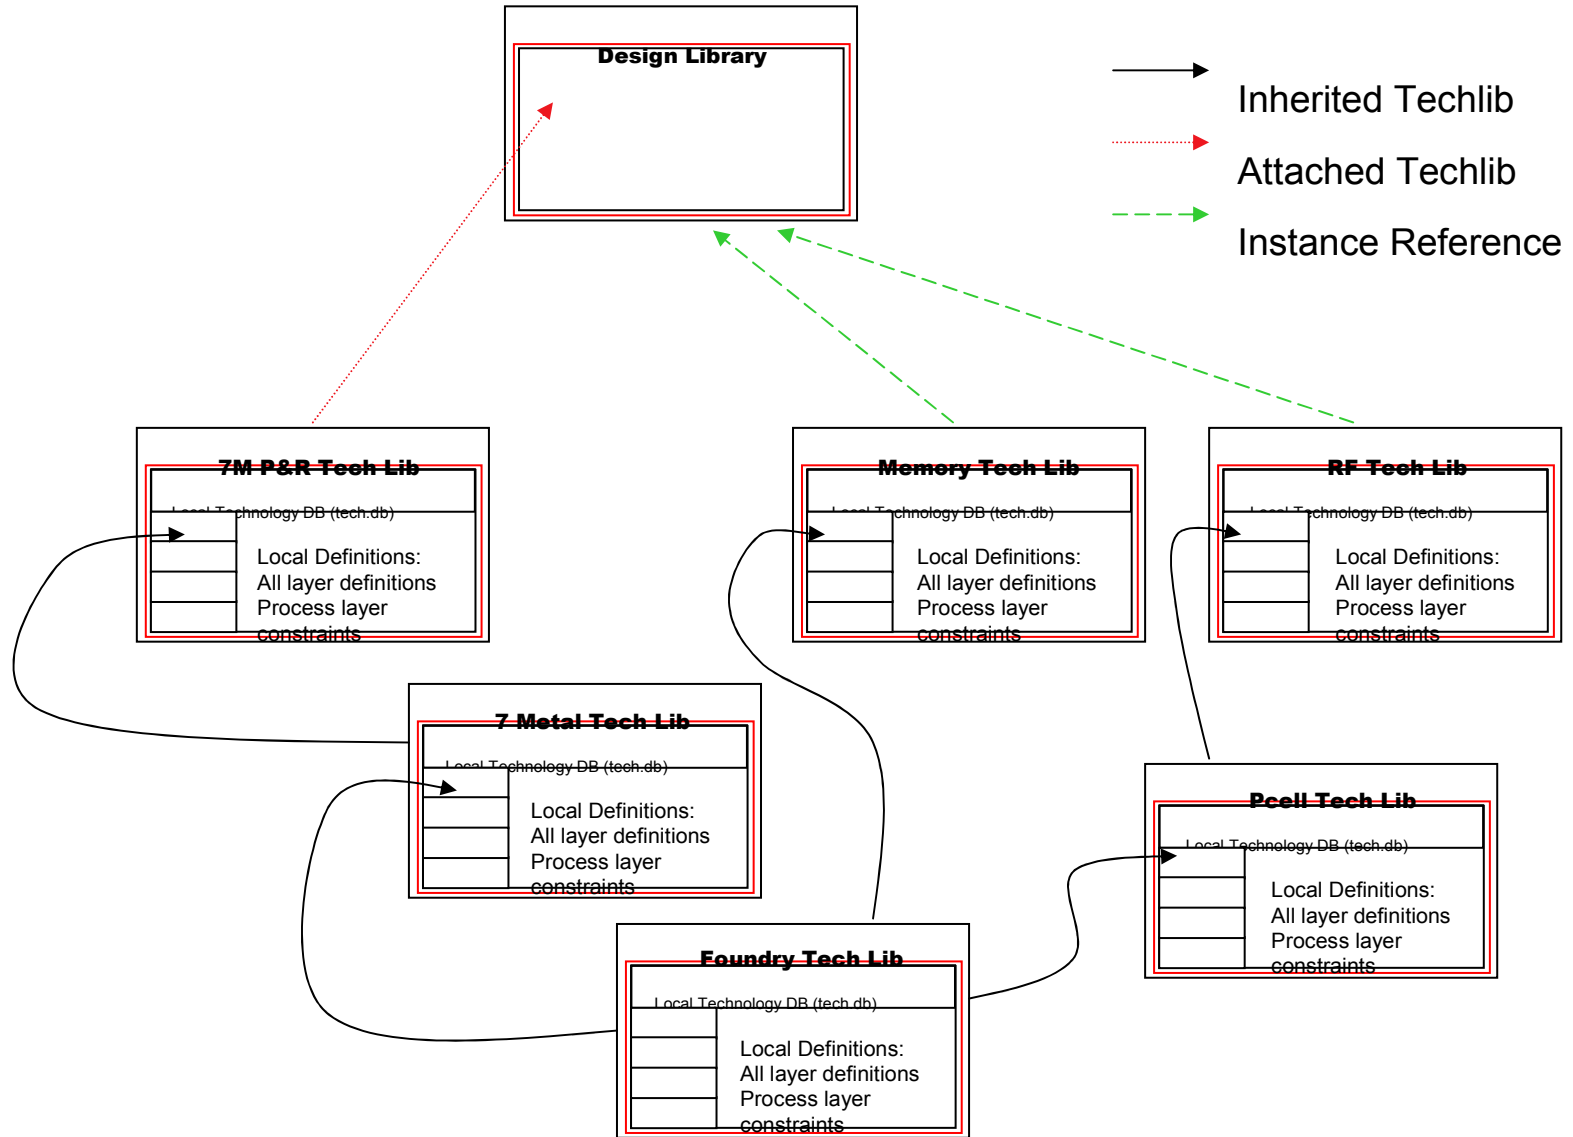 Design Library
Inherited Techlib
Attached Techlib
Instance Reference
7M P&R Tech Lib
Local Technology DB (tech.db)
Local Definitions:
All layer definitions
Process layer
constraints
Memory Tech Lib
Local Technology DB (tech.db)
Local Definitions:
All layer definitions
Process layer
constraints
RF Tech Lib
Local Technology DB (tech.db)
Local Definitions:
All layer definitions
Process layer
constraints
7 Metal Tech Lib
Local Technology DB (tech.db)
Local Definitions:
All layer definitions
Process layer
constraints
Pcell Tech Lib
Local Technology DB (tech.db)
Local Definitions:
All layer definitions
Process layer
constraints
Foundry Tech Lib
Local Technology DB (tech.db)
Local Definitions:
All layer definitions
Process layer
constraints